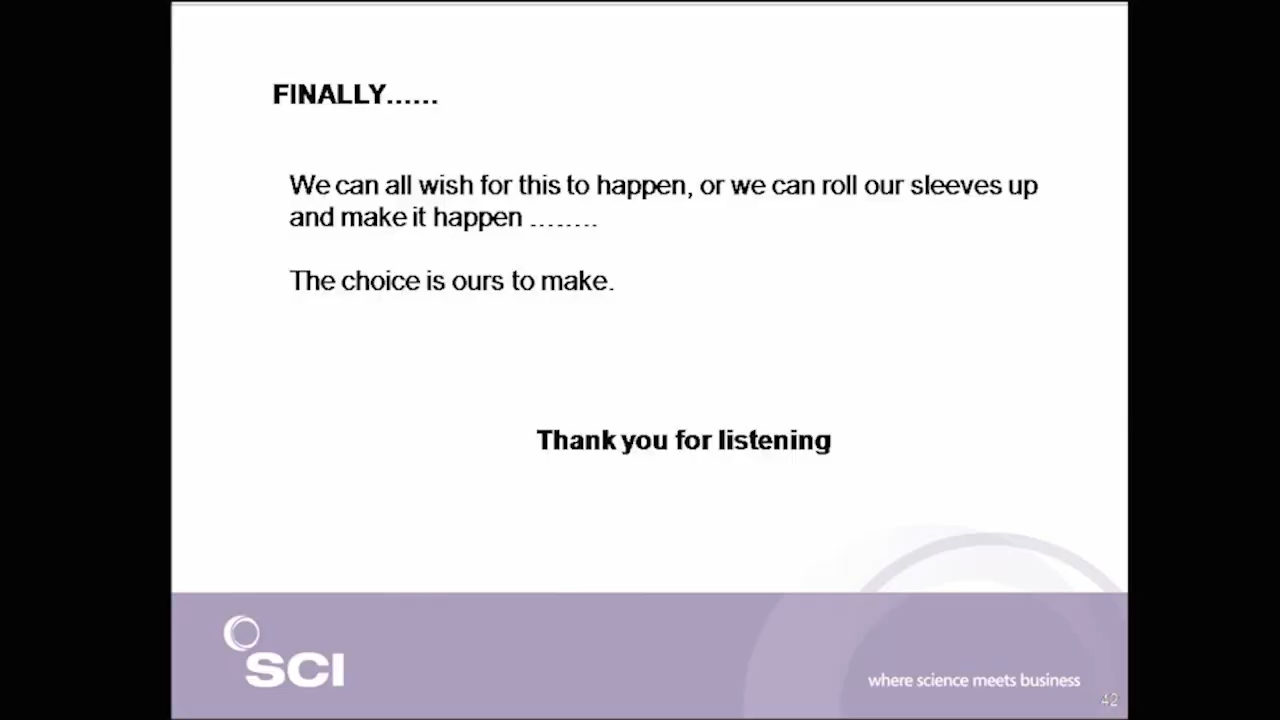 FINALLY......
We can all wish for this to happen, or we can roll our sleeves up
and make it happen ........
The choice is ours to make.
Thank you for listening
SCI
where science meets business
42